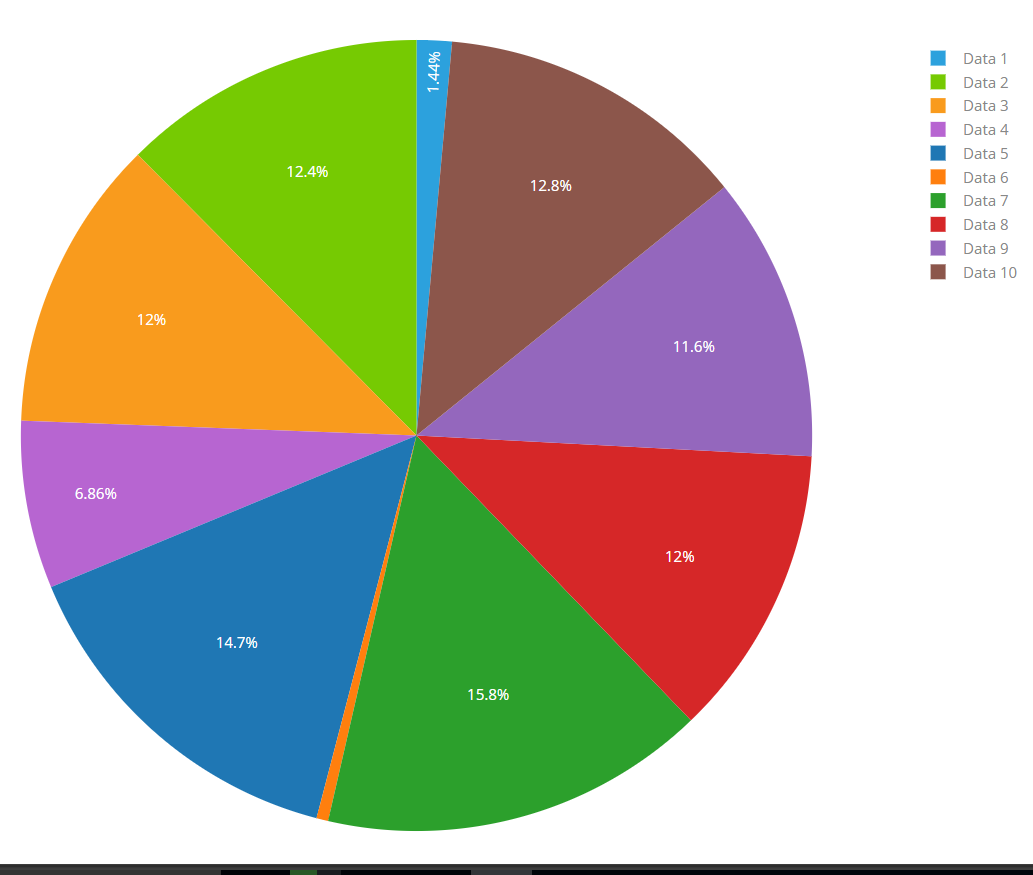 1.44%
12.8%
12.4%
12%
11.6%
6.86%
12%
14.7%
15.8%
Data 1
Data 2
Data 3
Data 4
Data 5
Data 6
Data 7
Data 8
Data 9
Data 10